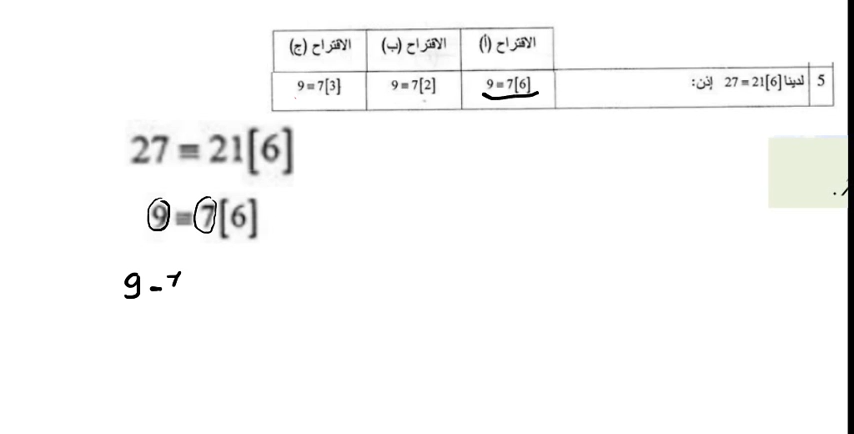 الاقتراح (أ) الاقتراح (ب) الاقتراح (ج)
5 لدينا 27≡21[6] إذن: 9≡7[6] 9≡7[2] 9≡7[3}
27 ≡ 21[6]
9≡7[6]
9-7